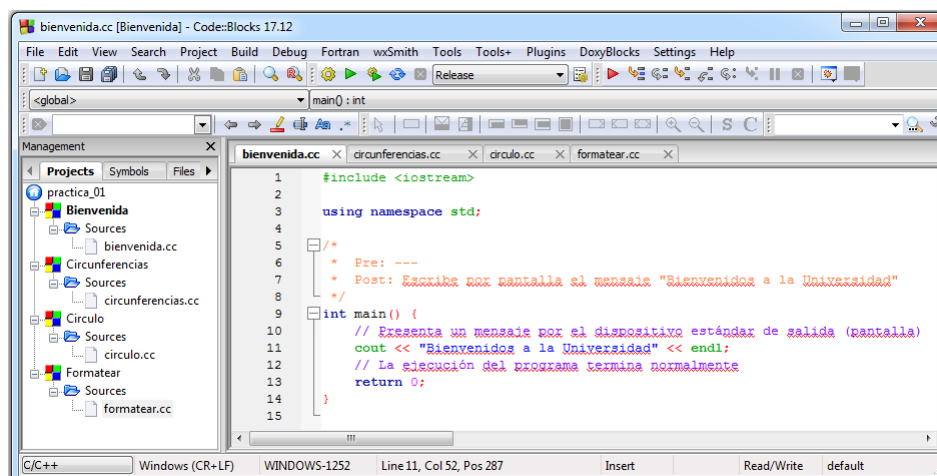 bienvenida.cc [Bienvenida] - Code::Blocks 17.12
File Edit View Search Project Build Debug Fortran wxSmith Tools Tools+ Plugins DoxyBlocks Settings Help
Release
<global>
main() : int
S C
Management
Projects Symbols Files
practica_01
Bienvenida
Sources
bienvenida.cc
Circunferencias
Sources
circunferencias.cc
Circulo
Sources
circulo.cc
Formatear
Sources
formatear.cc
bienvenida.cc circunferencias.cc circulo.cc formatear.cc
1 #include <iostream>
2
3 using namespace std;
4
5 /*
6 * Pre: ---
7 * Post: Escribe por pantalla el mensaje "Bienvenidos a la Universidad"
8 */
9 int main() {
10 // Presenta un mensaje por el dispositivo estándar de salida (pantalla)
11 cout << "Bienvenidos a la Universidad" << endl;
12 // La ejecución del programa termina normalmente
13 return 0;
14 }
15
C/C++ Windows (CR+LF) WINDOWS-1252 Line 11, Col 52, Pos 287 Insert Read/Write default